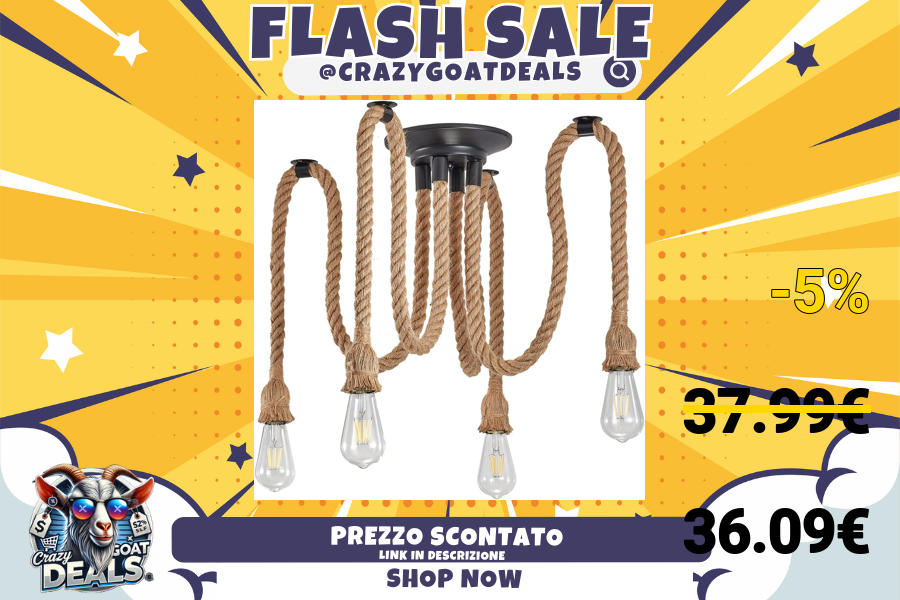 FLASH SALE
@CRAZYGOATDEALS
-5%
37.99€
36.09€
PREZZO SCONTATO
LINK IN DESCRIZIONE
SHOP NOW
Crazy
GOAT
DEALS
$